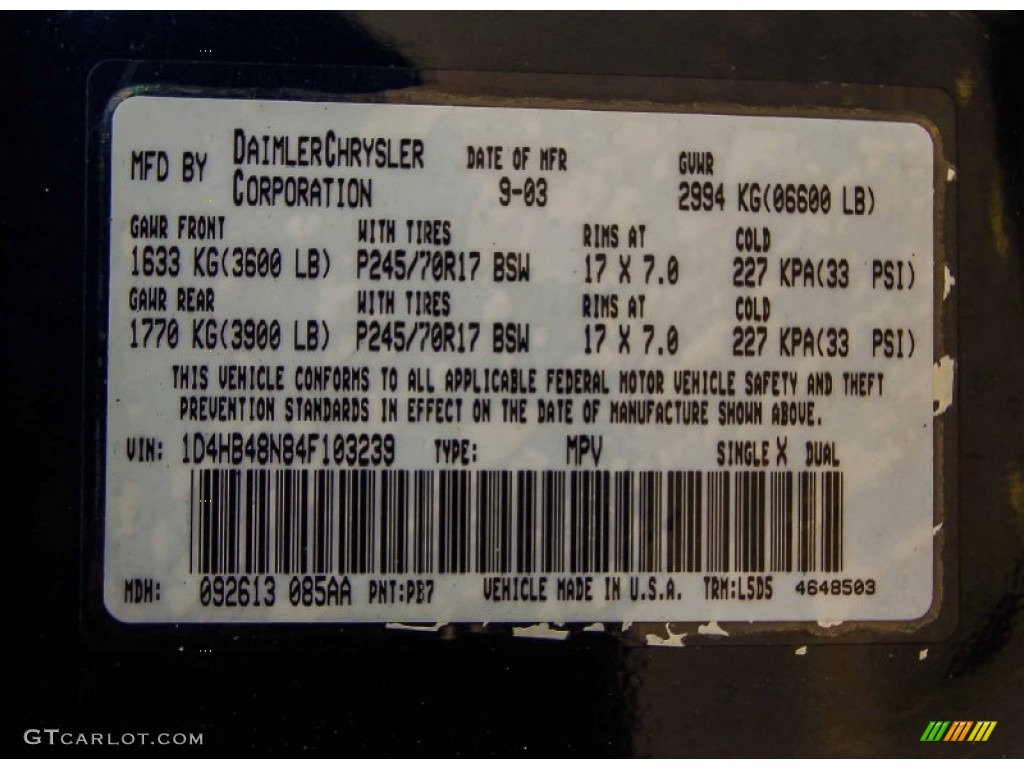 MFD BY DAIMLERCHRYSLER CORPORATION DATE OF MFR 9-03 GVWR 2994 KG(06600 LB)
GAWR FRONT WITH TIRES RIMS AT COLD
1633 KG(3600 LB) P245/70R17 BSW 17 X 7.0 227 KPA(33 PSI)
GAWR REAR WITH TIRES RIMS AT COLD
1770 KG(3900 LB) P245/70R17 BSW 17 X 7.0 227 KPA(33 PSI)
THIS VEHICLE CONFORMS TO ALL APPLICABLE FEDERAL MOTOR VEHICLE SAFETY AND THEFT
PREVENTION STANDARDS IN EFFECT ON THE DATE OF MANUFACTURE SHOWN ABOVE.
VIN: 1D4HB48N84F103239 TYPE: MPV SINGLE X DUAL
MDH: 092613 085AA PNT:PB7 VEHICLE MADE IN U.S.A. TRM:L5D5 4648503
GTCARLOT.COM